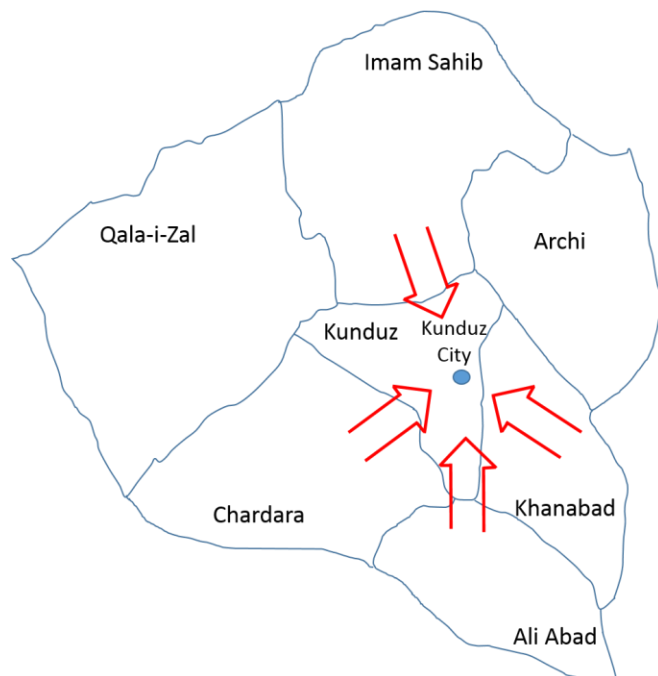 Imam Sahib
Qala-i-Zal
Archi
Kunduz
Kunduz
City
Chardara
Khanabad
Ali Abad